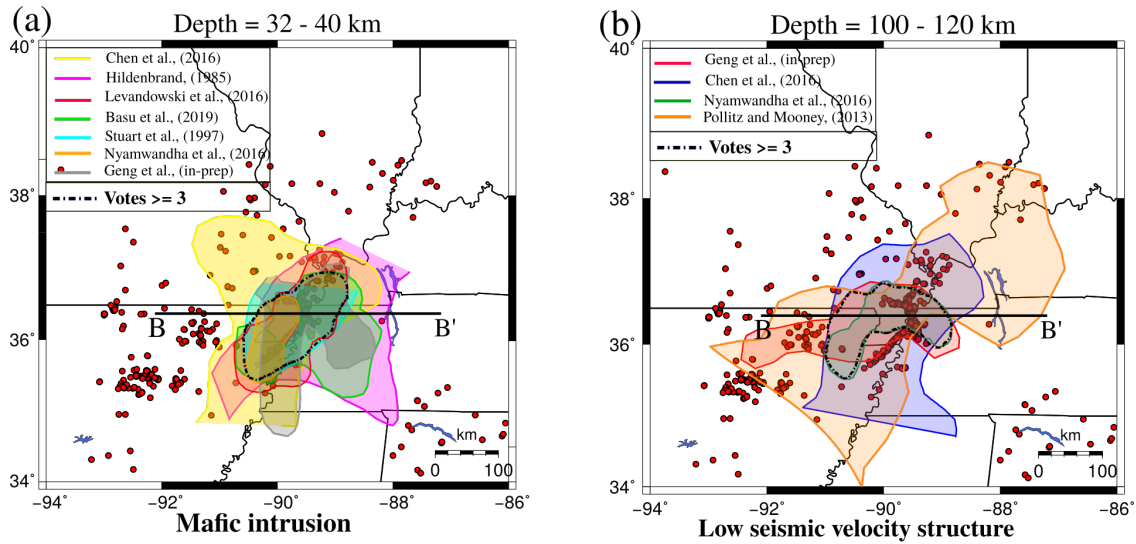 (a)
Depth = 32 - 40 km
Chen et al., (2016)
Hildenbrand, (1985)
Levandowski et al., (2016)
Basu et al., (2019)
Stuart et al., (1997)
Nyamwandha et al., (2016)
Geng et al., (in-prep)
Votes >= 3
40˚
38˚
36˚
34˚
B
B'
km
0
100
−94
−92
−90
−88
−86
Mafic intrusion
(b)
Depth = 100 - 120 km
Geng et al., (in-prep)
Chen et al., (2016)
Nyamwandha et al., (2016)
Pollitz and Mooney, (2013)
Votes >= 3
40˚
38˚
36˚
34˚
B
B'
km
0
100
−94
−92
−90
−88
−86
Low seismic velocity structure